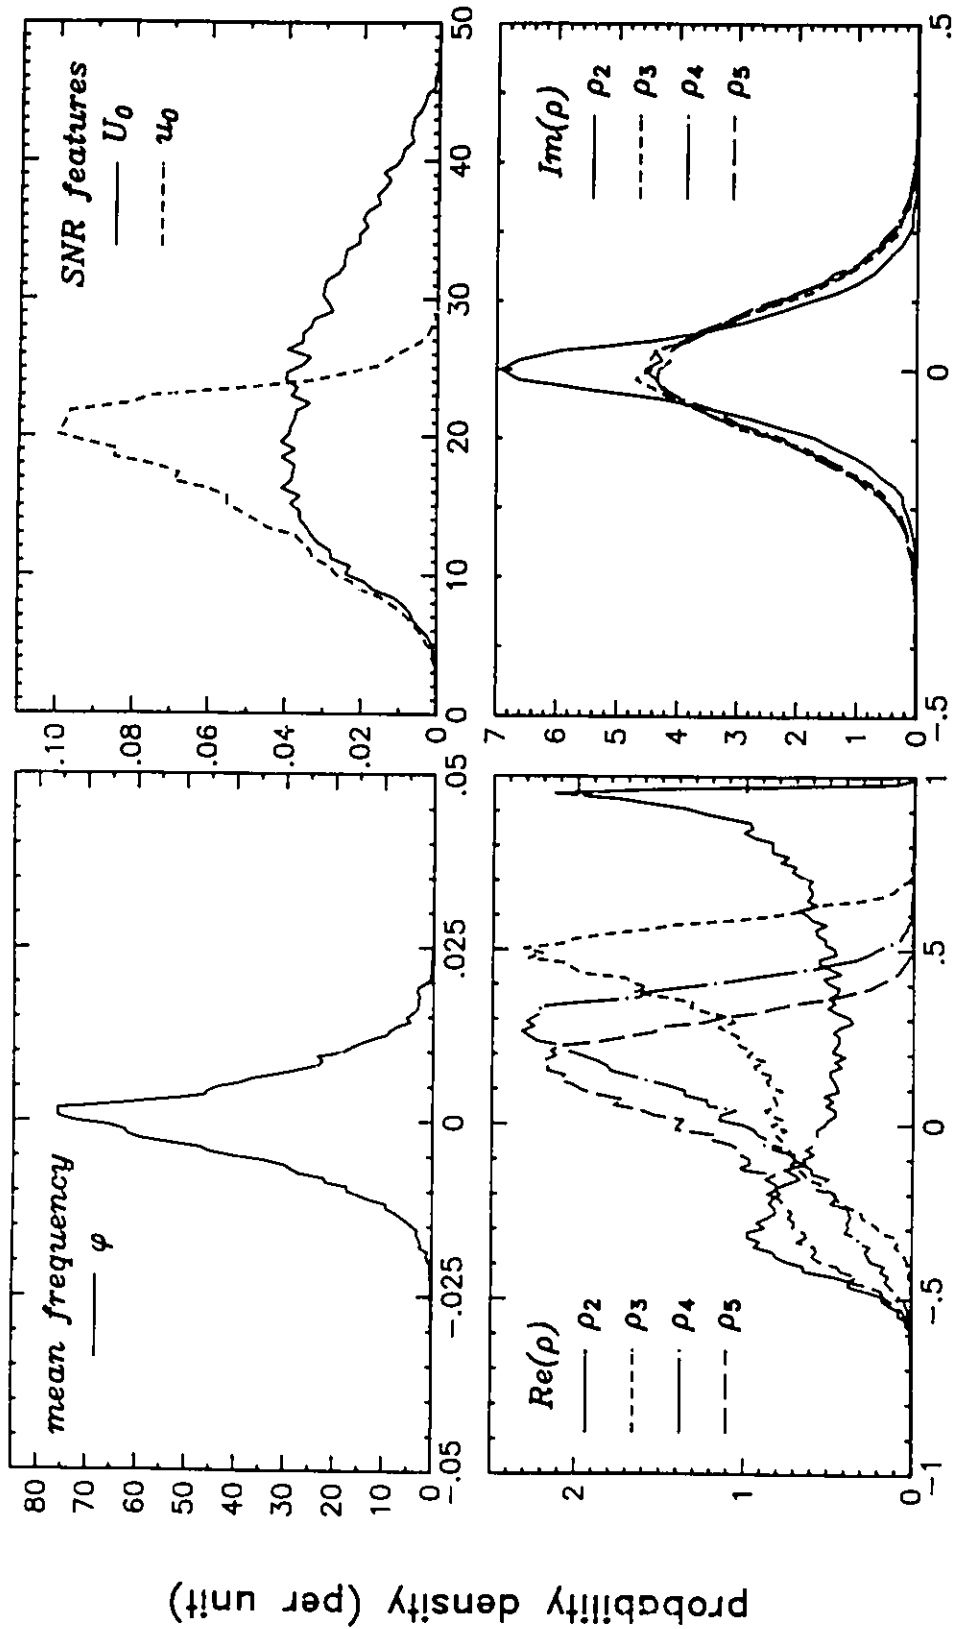 probability density (per unit)
mean frequency
φ
80
70
60
50
40
30
20
10
0
-.05
-.025
0
.025
.05
SNR features
U0
u0
.10
.08
.06
.04
.02
0
0
10
20
30
40
50
Re(ρ)
ρ2
ρ3
ρ4
ρ5
2
1
0
-1
-.5
0
.5
1
Im(ρ)
ρ2
ρ3
ρ4
ρ5
7
6
5
4
3
2
1
0
-.5
0
.5